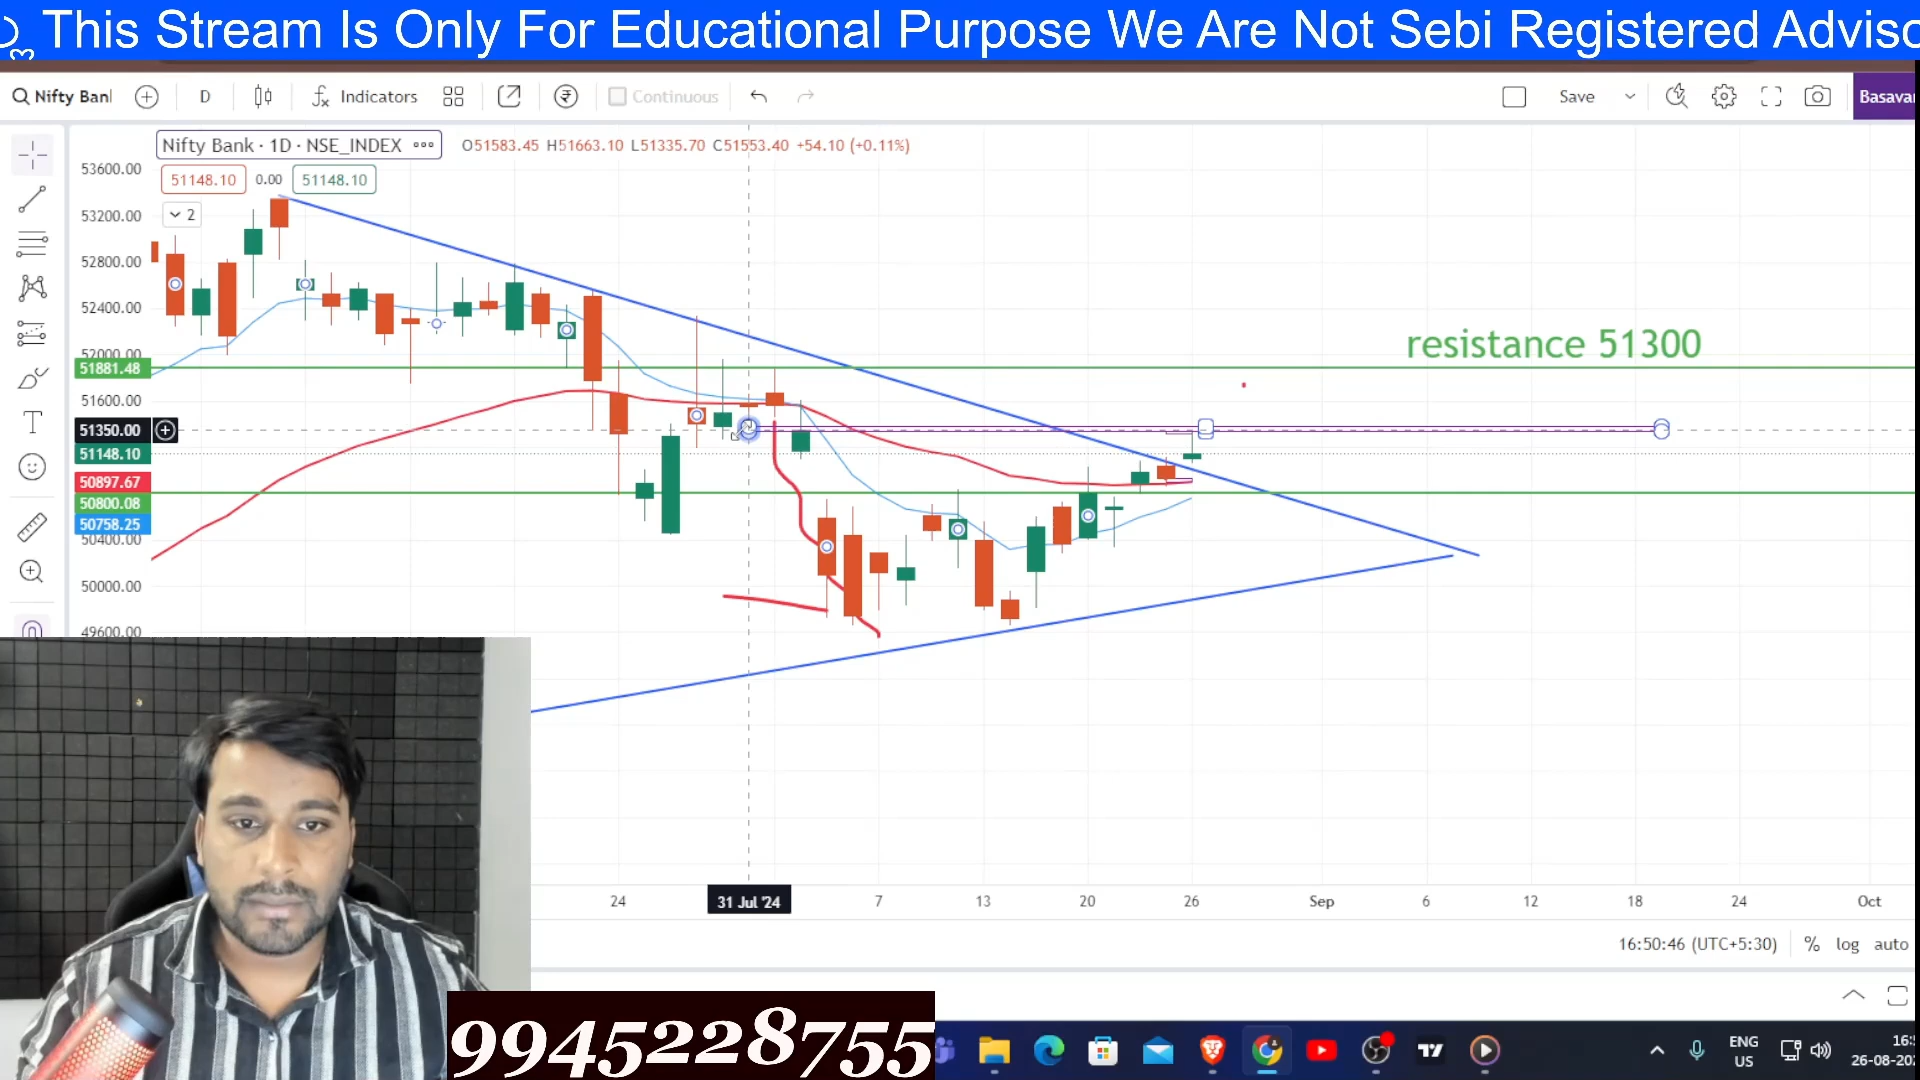 This Stream Is Only For Educational Purpose We Are Not Sebi Registered Adviso
Nifty Ban
D
Indicators
Continuous
Save
Basava
Nifty Bank · 1D · NSE_INDEX
O51583.45 H51663.10 L51335.70 C51553.40 +54.10 (+0.11%)
51148.10 0.00 51148.10
2
53600.00
53200.00
52800.00
52400.00
52000.00
51881.48
51600.00
51350.00
51148.10
50897.67
50800.08
50758.25
50400.00
50000.00
49600.00
resistance 51300
24
31 Jul '24
7
13
20
26
Sep
6
12
18
24
Oct
16:50:46 (UTC+5:30)
% log auto
9945228755
ENG
US
16:
26-08-20